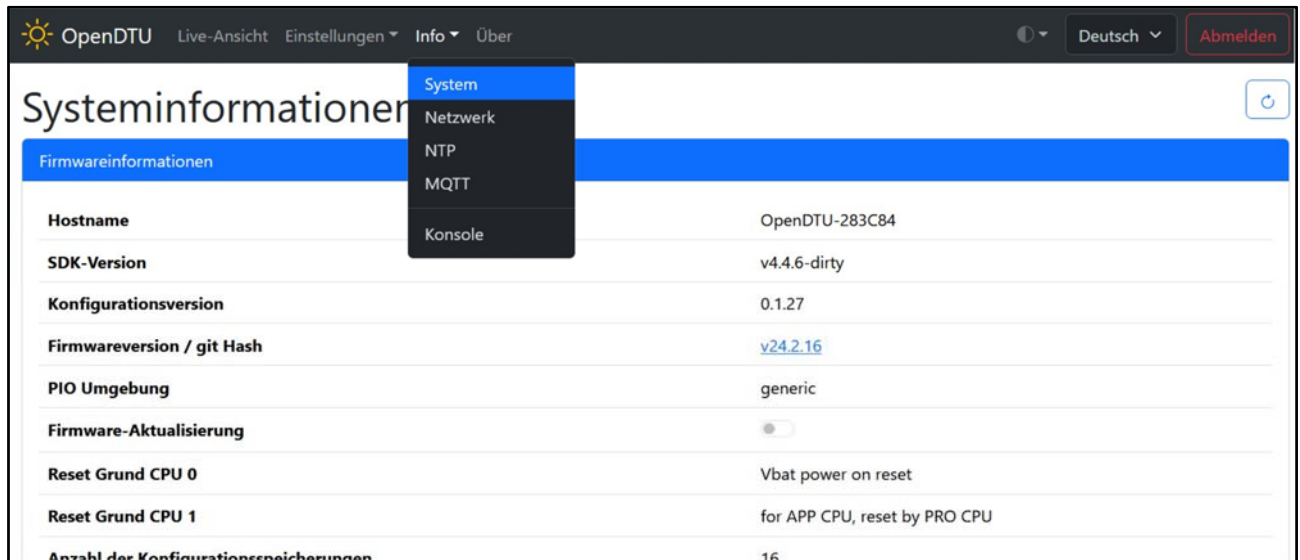 OpenDTU Live-Ansicht Einstellungen Info Über Deutsch Abmelden
System
Netzwerk
NTP
MQTT
Konsole
Systeminformationen
Firmwareinformationen
Hostname OpenDTU-283C84
SDK-Version v4.4.6-dirty
Konfigurationsversion 0.1.27
Firmwareversion / git Hash v24.2.16
PIO Umgebung generic
Firmware-Aktualisierung
Reset Grund CPU 0 Vbat power on reset
Reset Grund CPU 1 for APP CPU, reset by PRO CPU
Anzahl der Konfigurationsspeicherungen 16